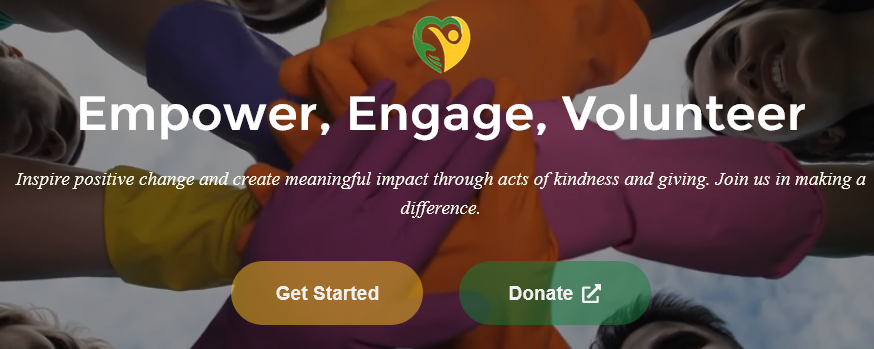 Empower, Engage, Volunteer
Inspire positive change and create meaningful impact through acts of kindness and giving. Join us in making a
difference.
Get Started
Donate